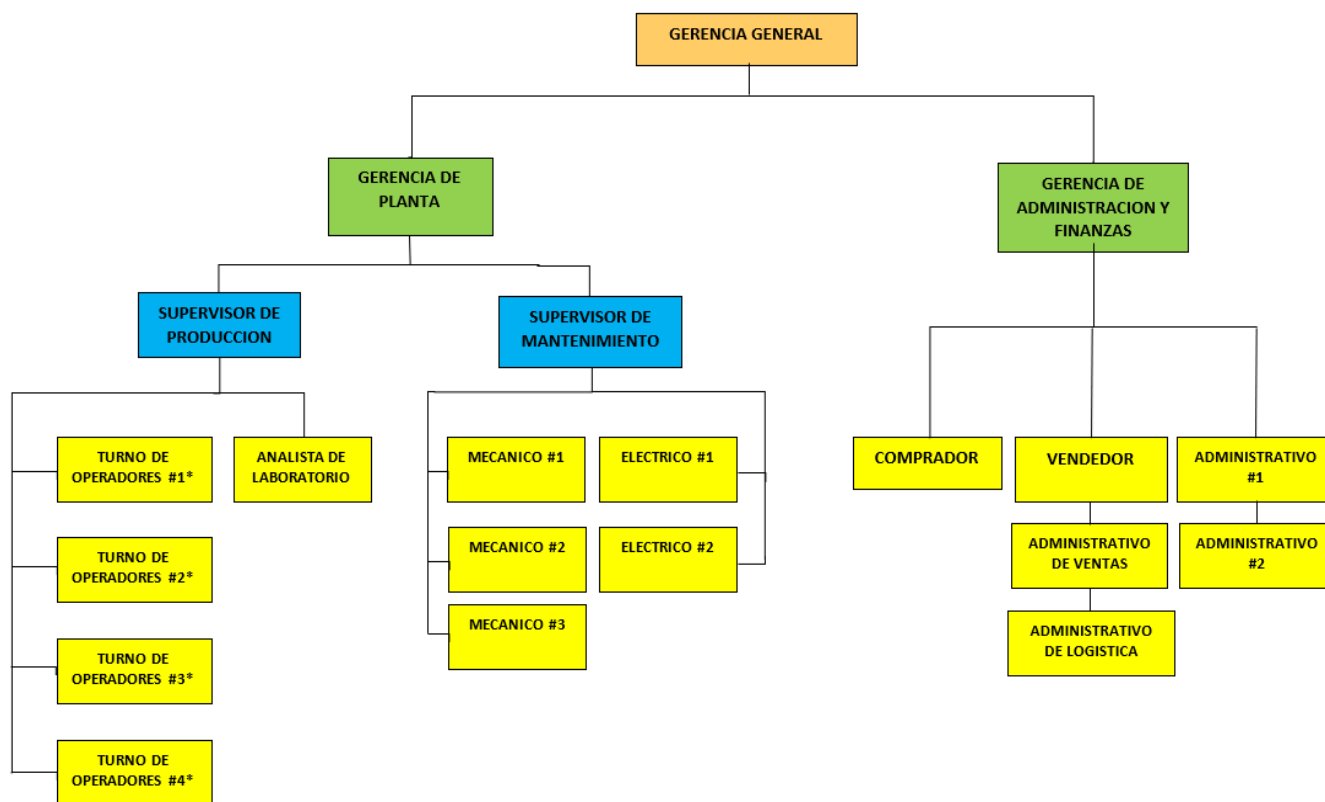 GERENCIA GENERAL
GERENCIA DE
PLANTA
GERENCIA DE
ADMINISTRACION Y
FINANZAS
SUPERVISOR DE
PRODUCCION
SUPERVISOR DE
MANTENIMIENTO
TURNO DE
OPERADORES #1*
ANALISTA DE
LABORATORIO
MECANICO #1
ELECTRICO #1
COMPRADOR
VENDEDOR
ADMINISTRATIVO
#1
TURNO DE
OPERADORES #2*
MECANICO #2
ELECTRICO #2
ADMINISTRATIVO
DE VENTAS
ADMINISTRATIVO
#2
TURNO DE
OPERADORES #3*
MECANICO #3
ADMINISTRATIVO
DE LOGISTICA
TURNO DE
OPERADORES #4*